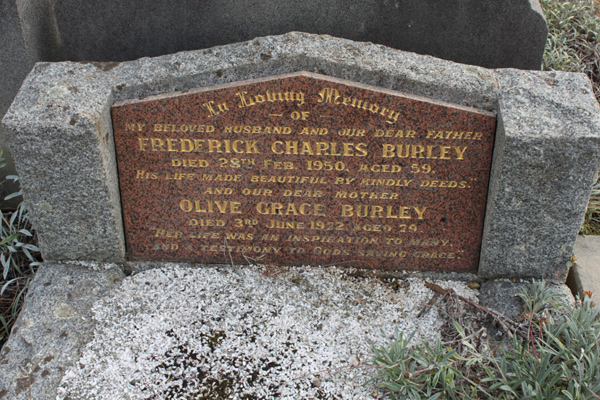 In Loving Memory
— OF —
MY BELOVED HUSBAND AND OUR DEAR FATHER
FREDERICK CHARLES BURLEY
DIED 28TH FEB. 1950. AGED 59.
HIS LIFE MADE BEAUTIFUL BY KINDLY DEEDS."
AND OUR DEAR MOTHER
OLIVE GRACE BURLEY
DIED 3RD JUNE 1972 AGED 79
"HER LIFE WAS AN INSPIRATION TO MANY,
AND A TESTIMONY TO GOD'S SAVING GRACE."